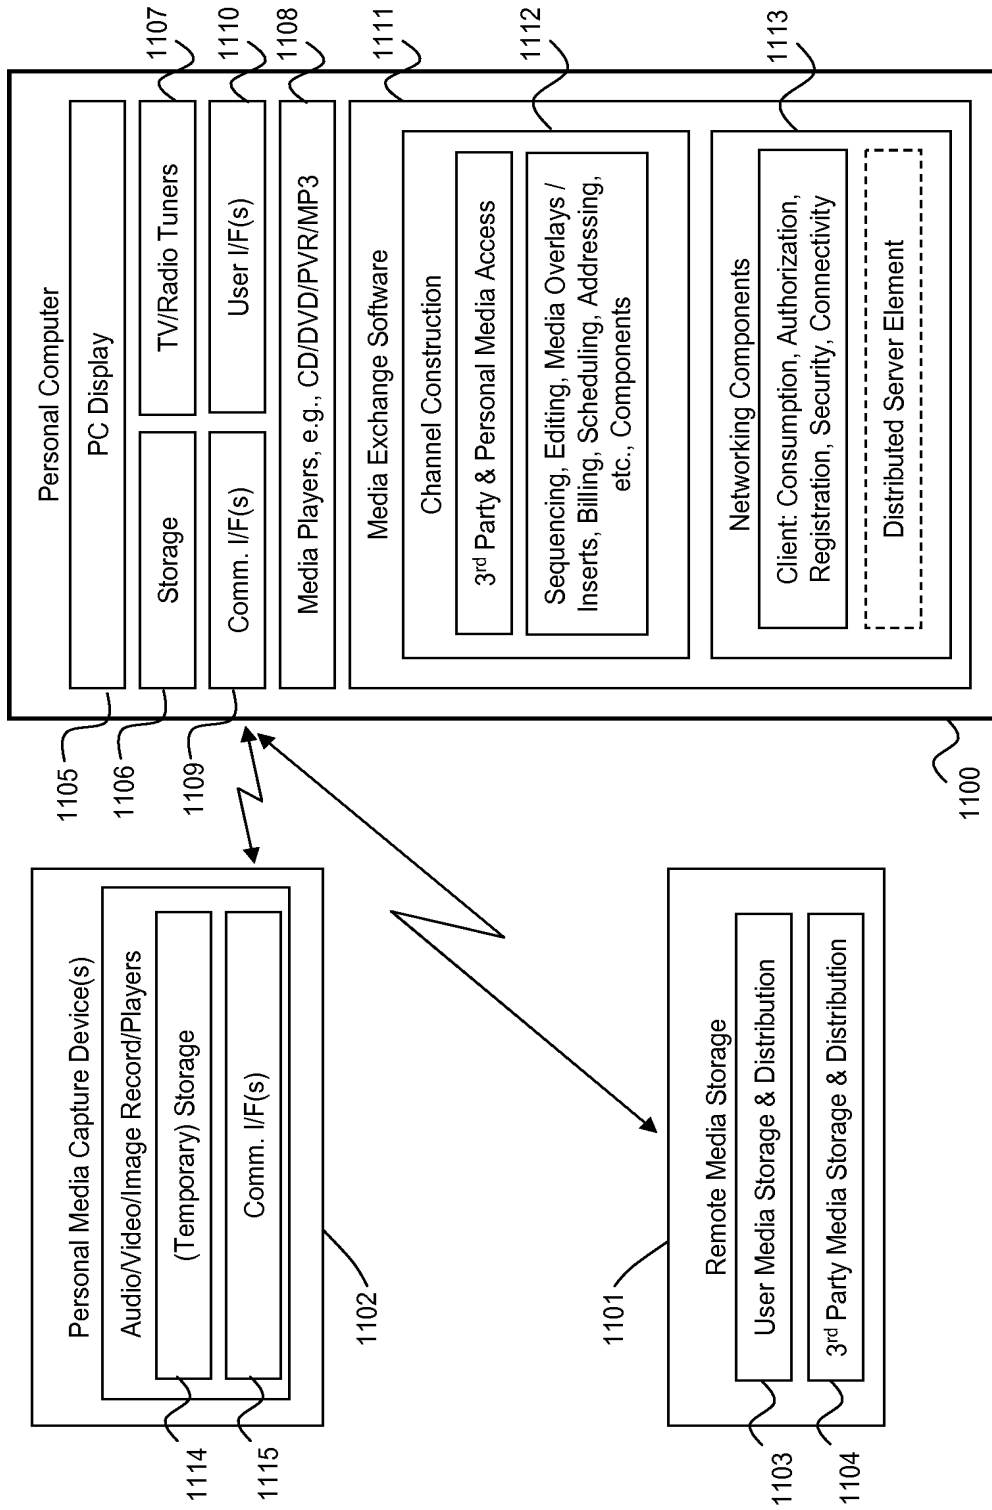 Personal Media Capture Device(s)
Audio/Video/Image Record/Players
(Temporary) Storage
Comm. I/F(s)
1114
1115
1102
Remote Media Storage
User Media Storage & Distribution
3rd Party Media Storage & Distribution
1101
1103
1104
Personal Computer
PC Display
Storage
TV/Radio Tuners
Comm. I/F(s)
User I/F(s)
Media Players, e.g., CD/DVD/PVR/MP3
Media Exchange Software
Channel Construction
3rd Party & Personal Media Access
Sequencing, Editing, Media Overlays /
Inserts, Billing, Scheduling, Addressing,
etc., Components
Networking Components
Client: Consumption, Authorization,
Registration, Security, Connectivity
Distributed Server Element
1105
1106
1109
1100
1107
1110
1108
1111
1112
1113